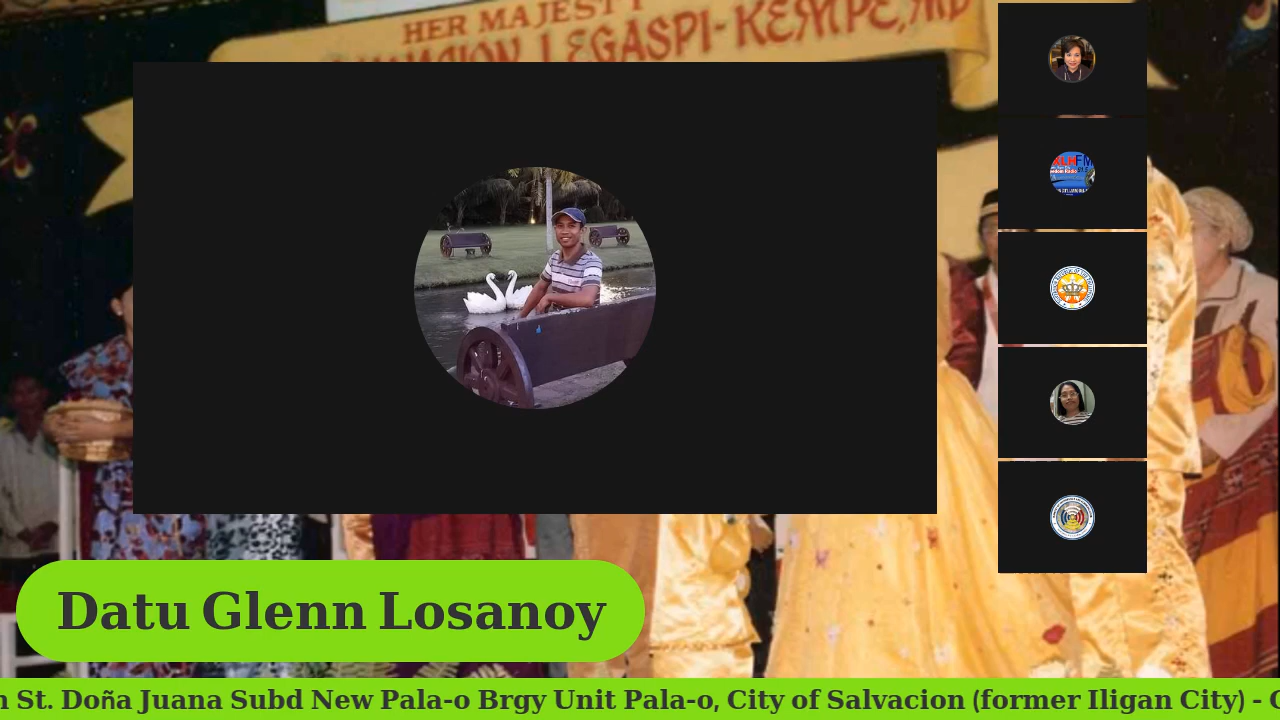 HER MAJESTY
LEGASPI-KEMPE, MD
Datu Glenn Losanoy
St. Doña Juana Subd New Pala-o Brgy Unit Pala-o, City of Salvacion (former Iligan City) -